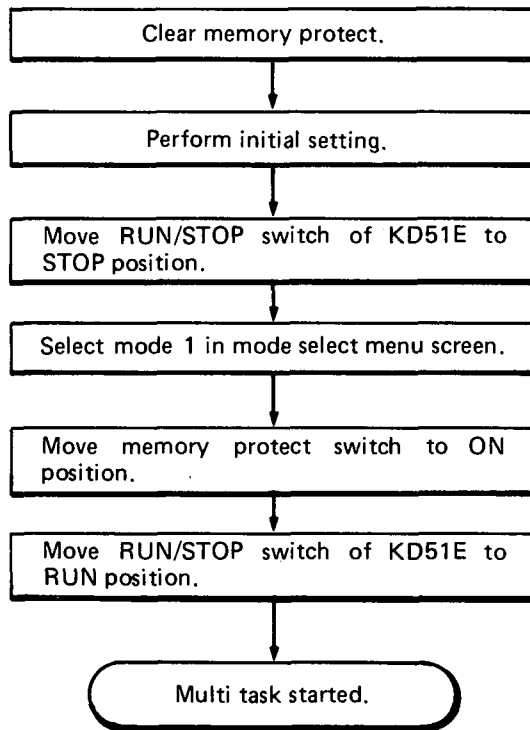 Clear memory protect.
Perform initial setting.
Move RUN/STOP switch of KD51E to
STOP position.
Select mode 1 in mode select menu screen.
Move memory protect switch to ON
position.
Move RUN/STOP switch of KD51E to
RUN position.
Multi task started.